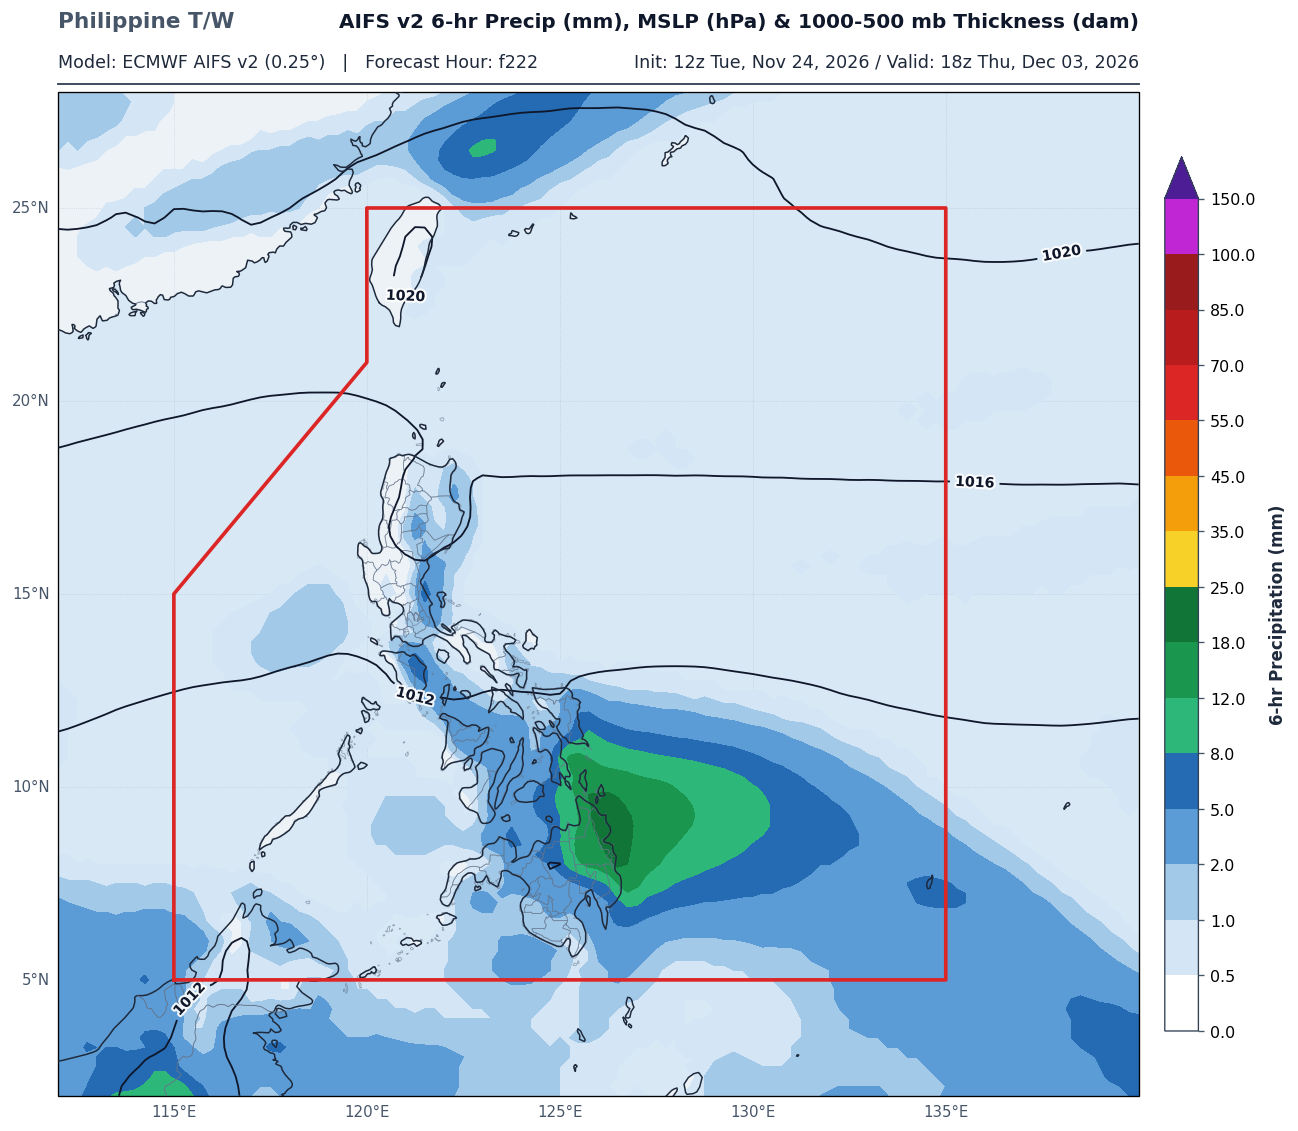 Philippine T/W
AIFS v2 6-hr Precip (mm), MSLP (hPa) & 1000-500 mb Thickness (dam)
Model: ECMWF AIFS v2 (0.25°) | Forecast Hour: f222
Init: 12z Tue, Nov 24, 2026 / Valid: 18z Thu, Dec 03, 2026
25°N
20°N
15°N
10°N
5°N
1020
1020
1016
1012
1012
115°E
120°E
125°E
130°E
135°E
150.0
100.0
85.0
70.0
55.0
45.0
35.0
25.0
18.0
12.0
8.0
5.0
2.0
1.0
0.5
0.0
6-hr Precipitation (mm)